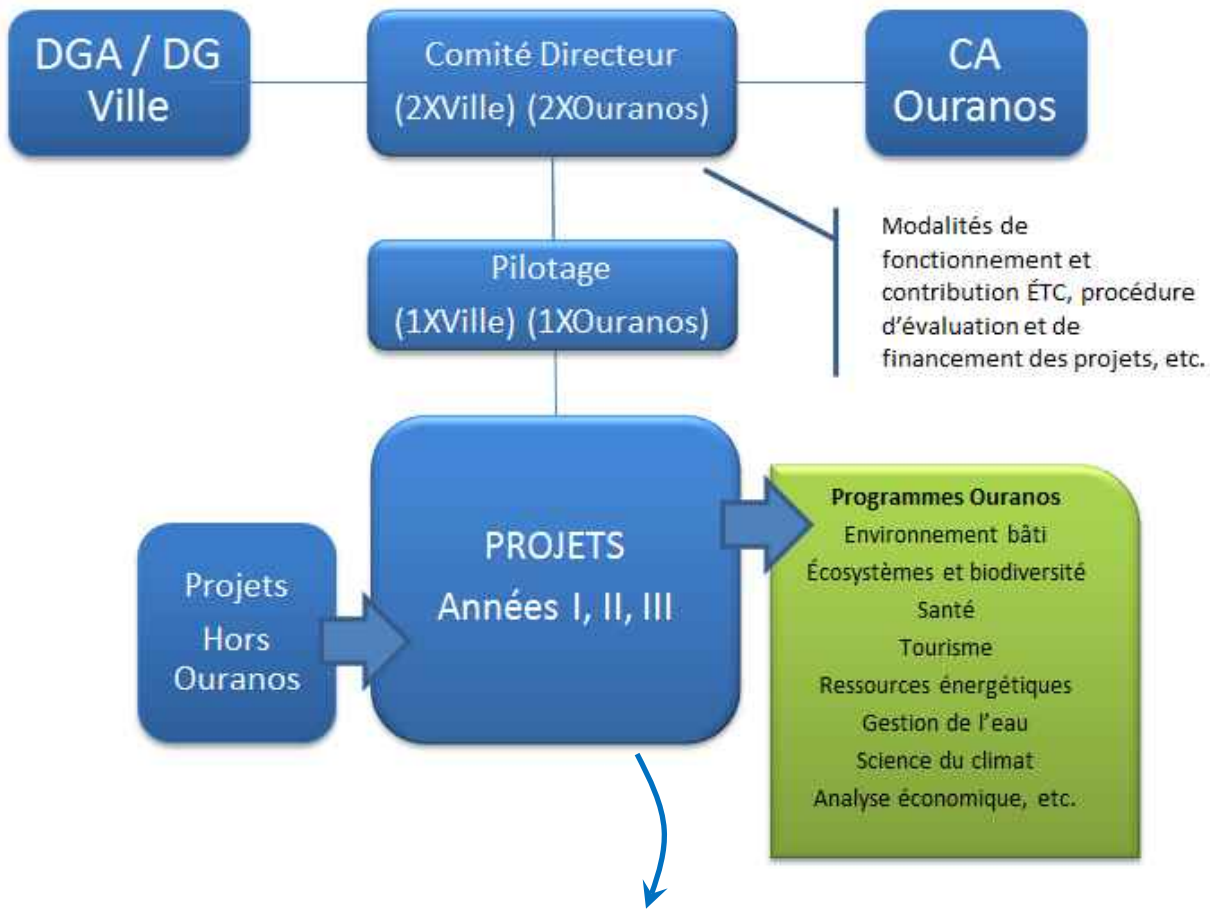 DGA / DG
Ville
Comité Directeur
(2XVille) (2XOuranos)
CA
Ouranos
Modalités de
fonctionnement et
contribution ÉTC, procédure
d'évaluation et de
financement des projets, etc.
Pilotage
(1XVille) (1XOuranos)
Projets
Hors
Ouranos
PROJETS
Années I, II, III
Programmes Ouranos
Environnement bâti
Écosystèmes et biodiversité
Santé
Tourisme
Ressources énergétiques
Gestion de l'eau
Science du climat
Analyse économique, etc.